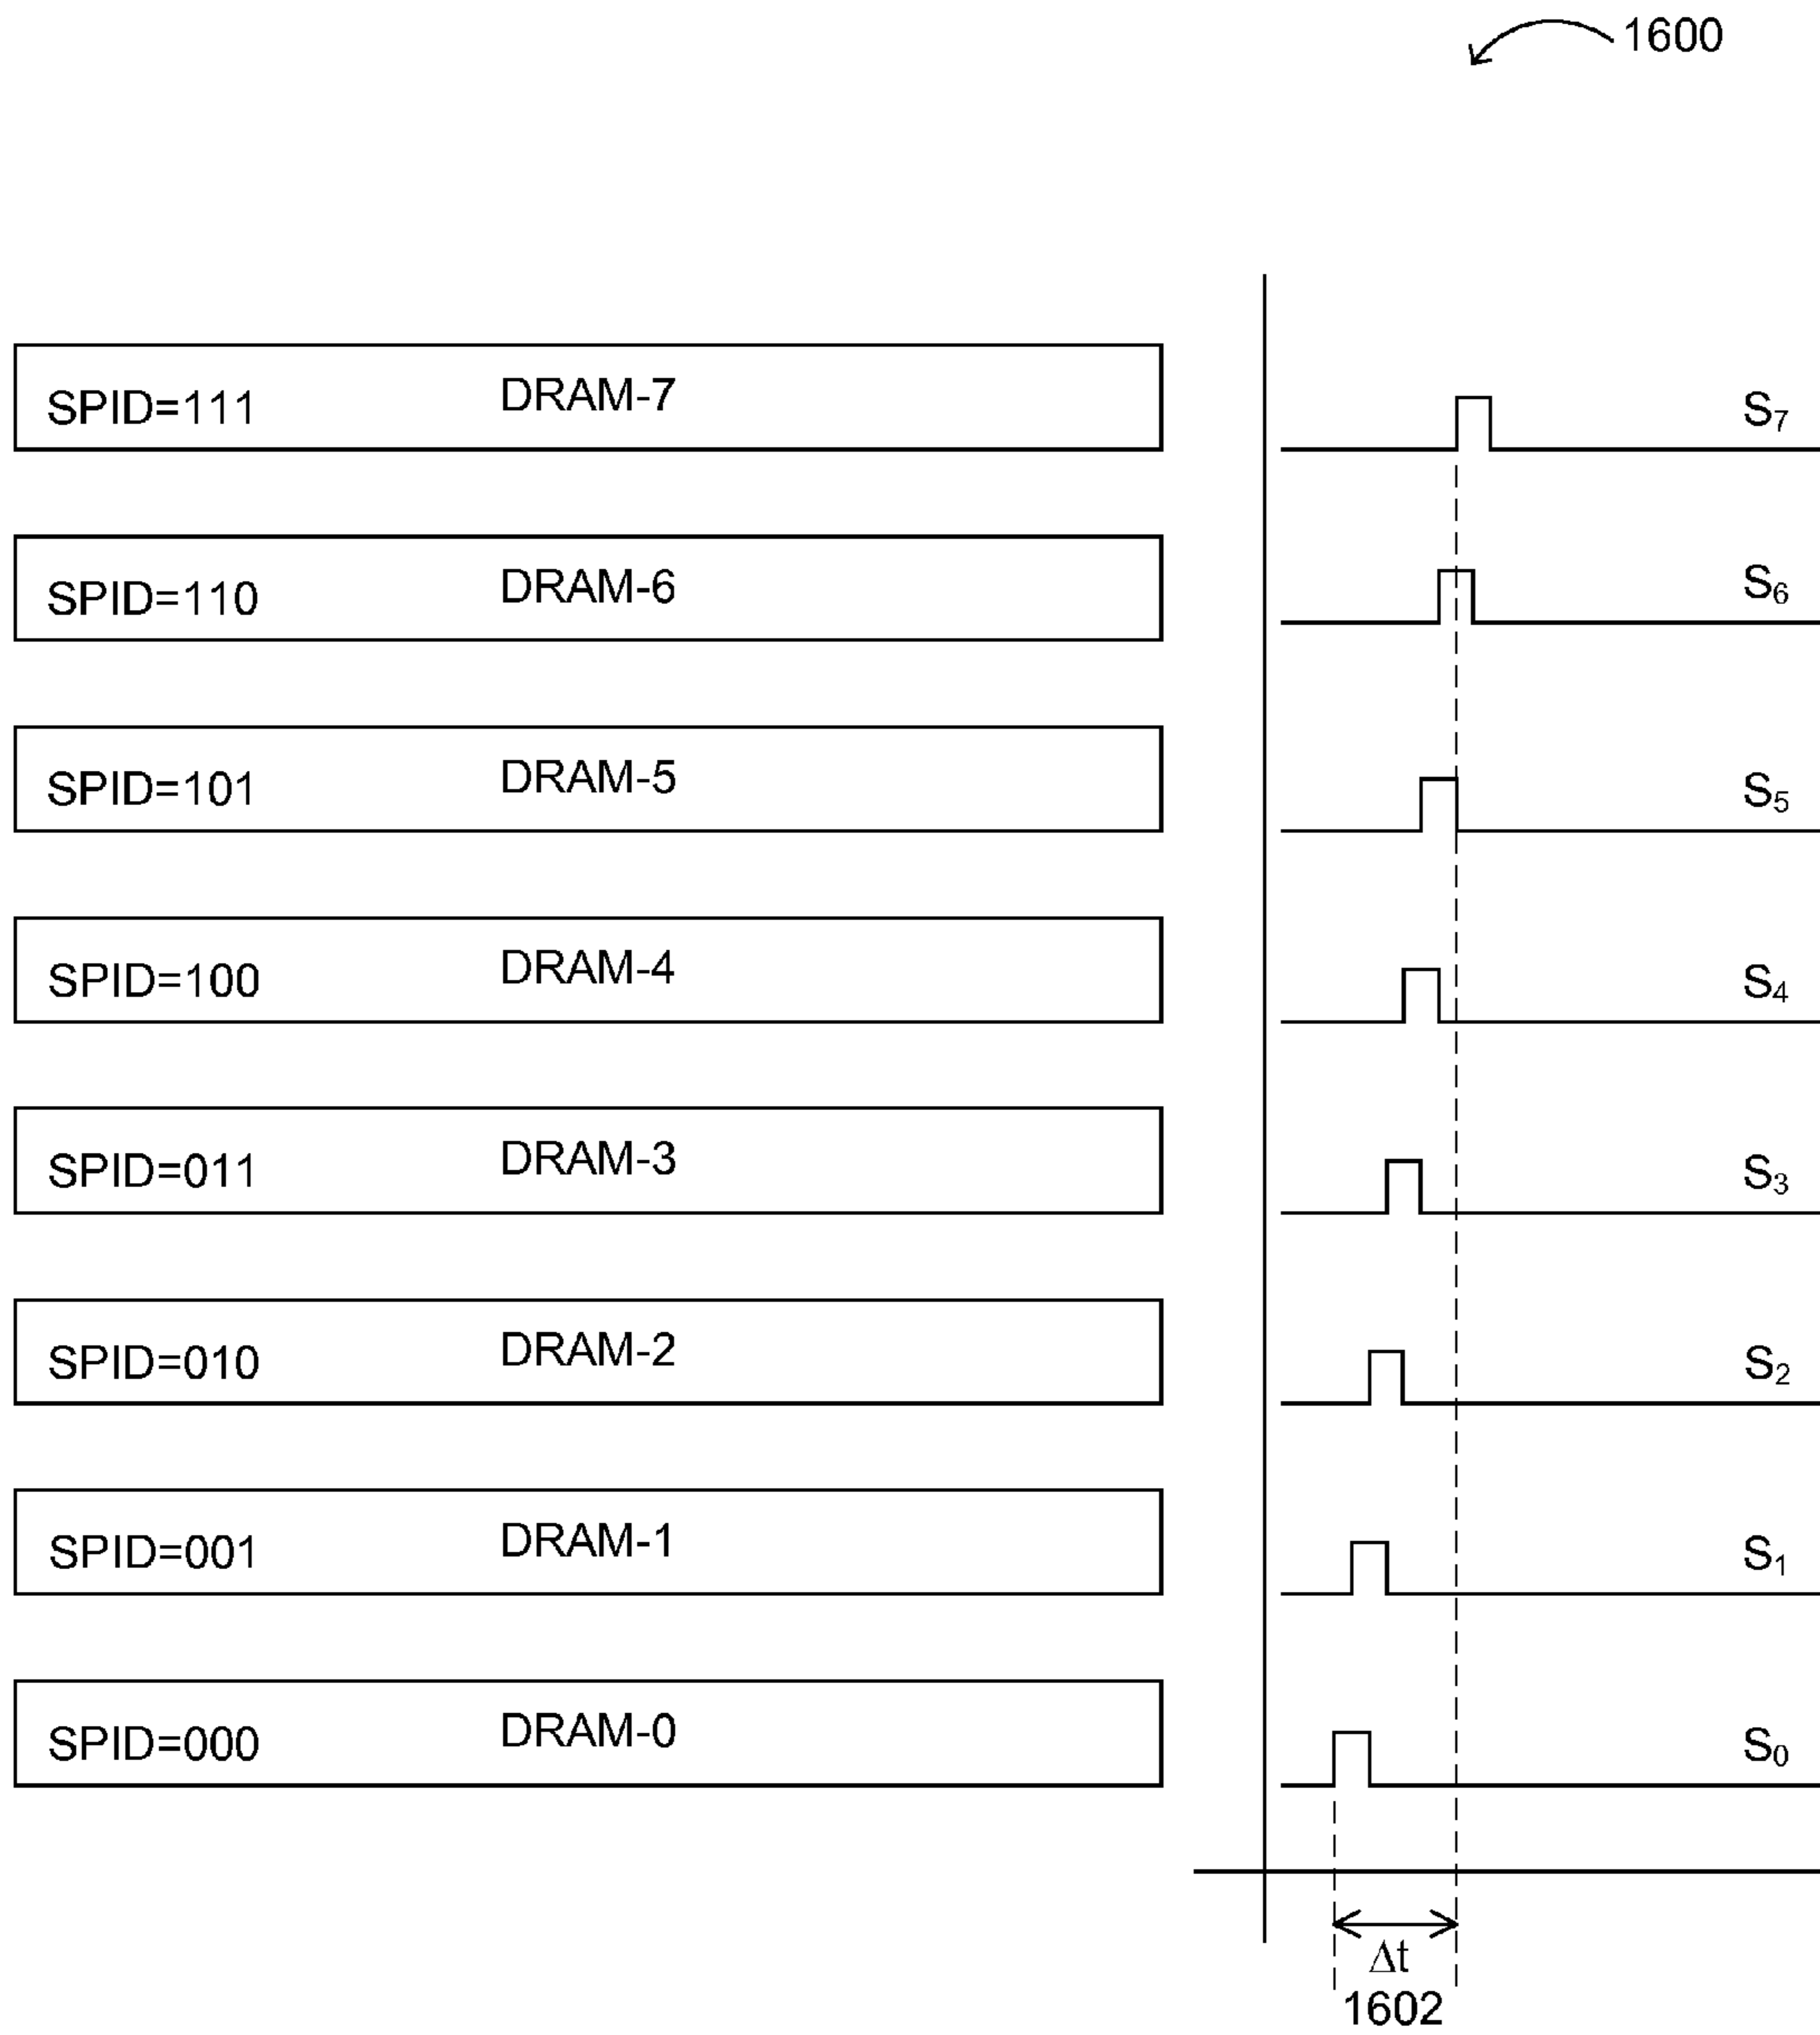 1600
SPID=111 DRAM-7 S₇
SPID=110 DRAM-6 S₆
SPID=101 DRAM-5 S₅
SPID=100 DRAM-4 S₄
SPID=011 DRAM-3 S₃
SPID=010 DRAM-2 S₂
SPID=001 DRAM-1 S₁
SPID=000 DRAM-0 S₀
Δt
1602